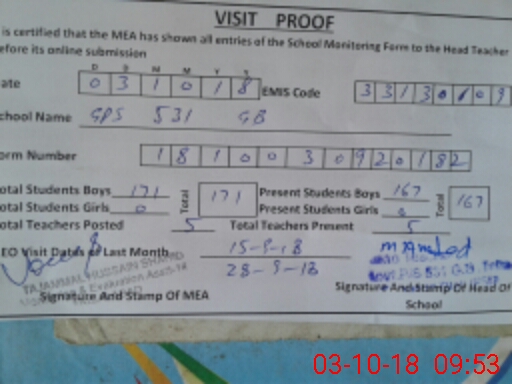 VISIT PROOF
is certified that the MEA has shown all entries of the School Monitoring Form to the Head Teacher
efore its online submission
D D M M Y Y
ate 0 3 1 0 1 8 EMIS Code 3 3 1 3 0 1 0 9
chool Name GPS 531 GB
orm Number 1 8 1 0 0 3 0 9 2 0 1 8 2
otal Students Boys 171 Total 171 Present Students Boys 167 Total 167
otal Students Girls 0 Present Students Girls 0
otal Teachers Posted 5 Total Teachers Present 5
EO Visit Dates of Last Month 15-9-18
28-9-18
TAJAMMAL HUSSAIN SHAHID
Monitoring & Evaluation Assistant
Signature And Stamp Of MEA
Signature And Stamp Of Head Of
School
03-10-18 09:53